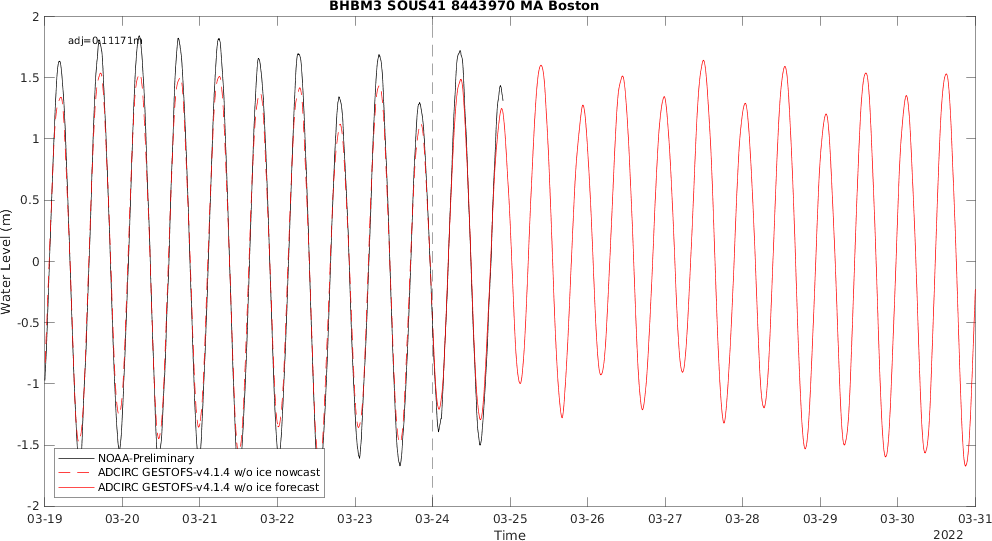 BHBM3 SOUS41 8443970 MA Boston
adj=0.11171m
2
1.5
1
0.5
0
-0.5
-1
-1.5
-2
Water Level (m)
NOAA-Preliminary
ADCIRC GESTOFS-v4.1.4 w/o ice nowcast
ADCIRC GESTOFS-v4.1.4 w/o ice forecast
03-19 03-20 03-21 03-22 03-23 03-24 03-25 03-26 03-27 03-28 03-29 03-30 03-31
Time
2022